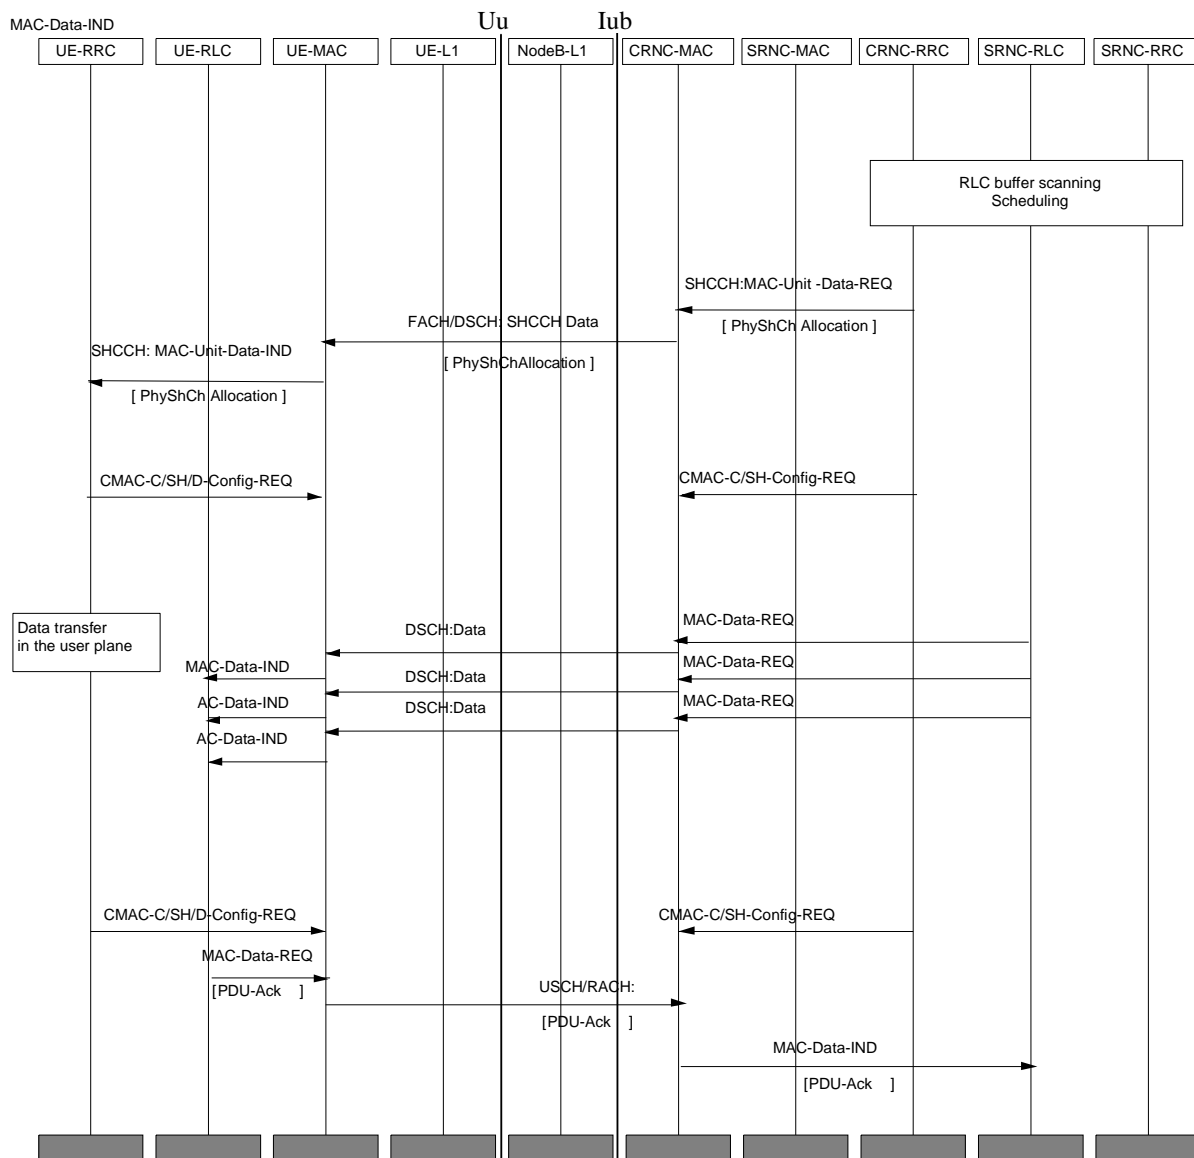 Uu
Iub
MAC-Data-IND
UE-RRC
UE-RLC
UE-MAC
UE-L1
NodeB-L1
CRNC-MAC
SRNC-MAC
CRNC-RRC
SRNC-RLC
SRNC-RRC
RLC buffer scanning
Scheduling
SHCCH:MAC-Unit -Data-REQ
[ PhyShCh Allocation ]
FACH/DSCH: SHCCH Data
[ PhyShChAllocation ]
SHCCH: MAC-Unit-Data-IND
[ PhyShCh Allocation ]
CMAC-C/SH/D-Config-REQ
CMAC-C/SH-Config-REQ
Data transfer
in the user plane
MAC-Data-REQ
DSCH:Data
MAC-Data-IND
MAC-Data-REQ
DSCH:Data
AC-Data-IND
MAC-Data-REQ
DSCH:Data
AC-Data-IND
CMAC-C/SH/D-Config-REQ
CMAC-C/SH-Config-REQ
MAC-Data-REQ
[PDU-Ack ]
USCH/RACH:
[PDU-Ack ]
MAC-Data-IND
[PDU-Ack ]